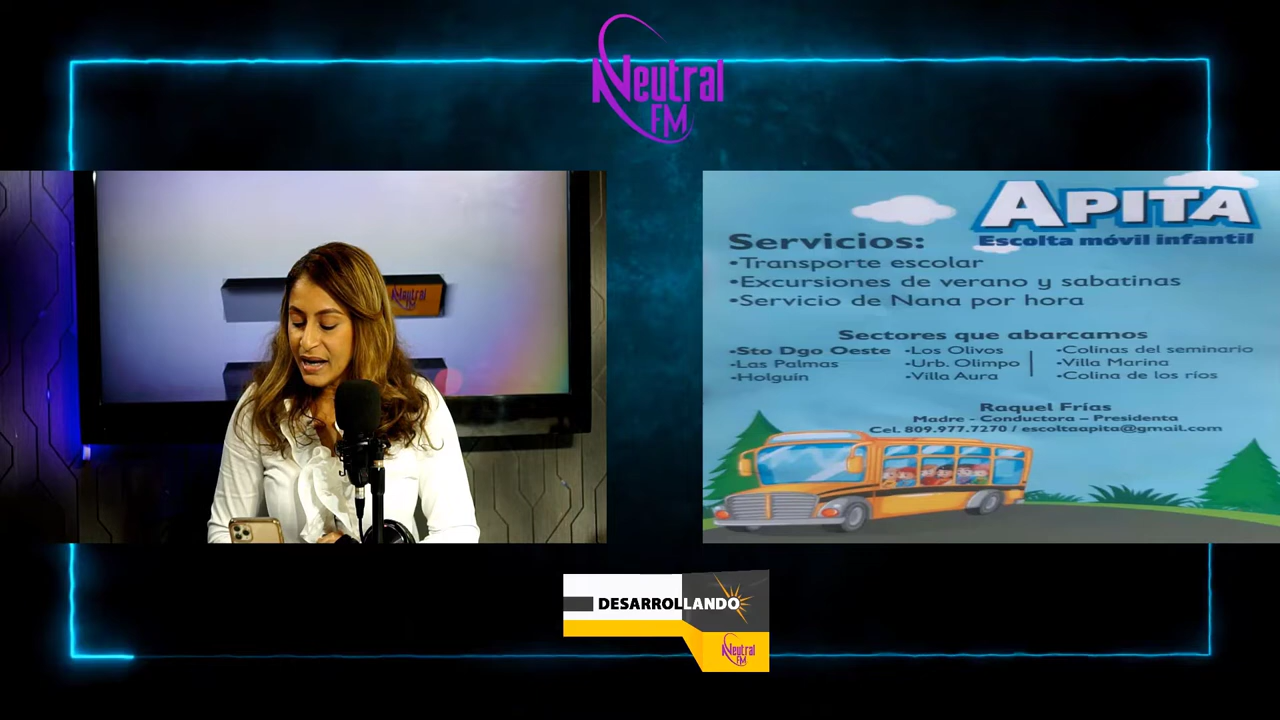 Neutral
FM
Neutral
FM
APITA
Escolta móvil infantil
Servicios:
•Transporte escolar
•Excursiones de verano y sabatinas
•Servicio de Nana por hora
Sectores que abarcamos
•Sto Dgo Oeste •Los Olivos •Colinas del seminario
•Las Palmas •Urb. Olimpo •Villa Marina
•Holguín •Villa Aura •Colina de los ríos
Raquel Frías
Madre - Conductora - Presidenta
Cel. 809.977.7270 / escoltaapita@gmail.com
DESARROLLANDO
Neutral
FM